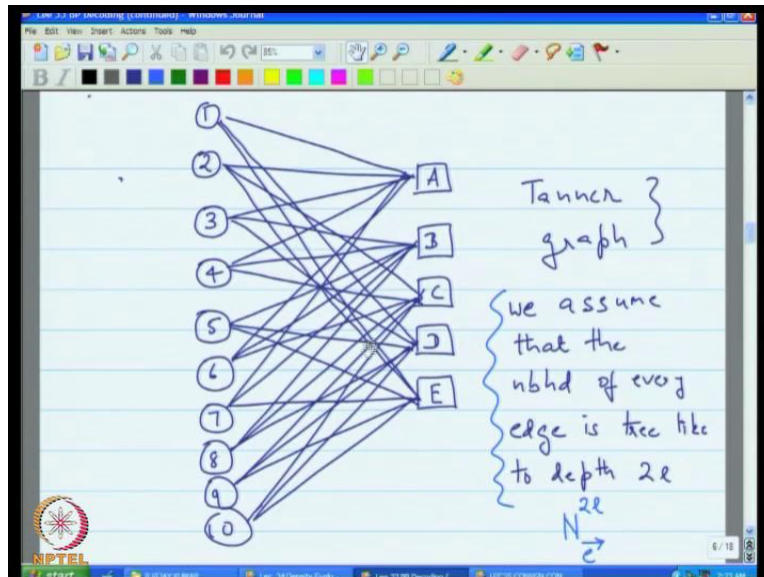 Lec 33 BP Decoding (continued) - Windows Journal
File Edit View Insert Actions Tools Help
85%
B I
1
2
3
4
5
6
7
8
9
10
A
B
C
D
E
Tanner
graph
we assume
that the
nbhd of every
edge is tree like
to depth 2l
N 2l
e
6 / 18
NPTEL
start